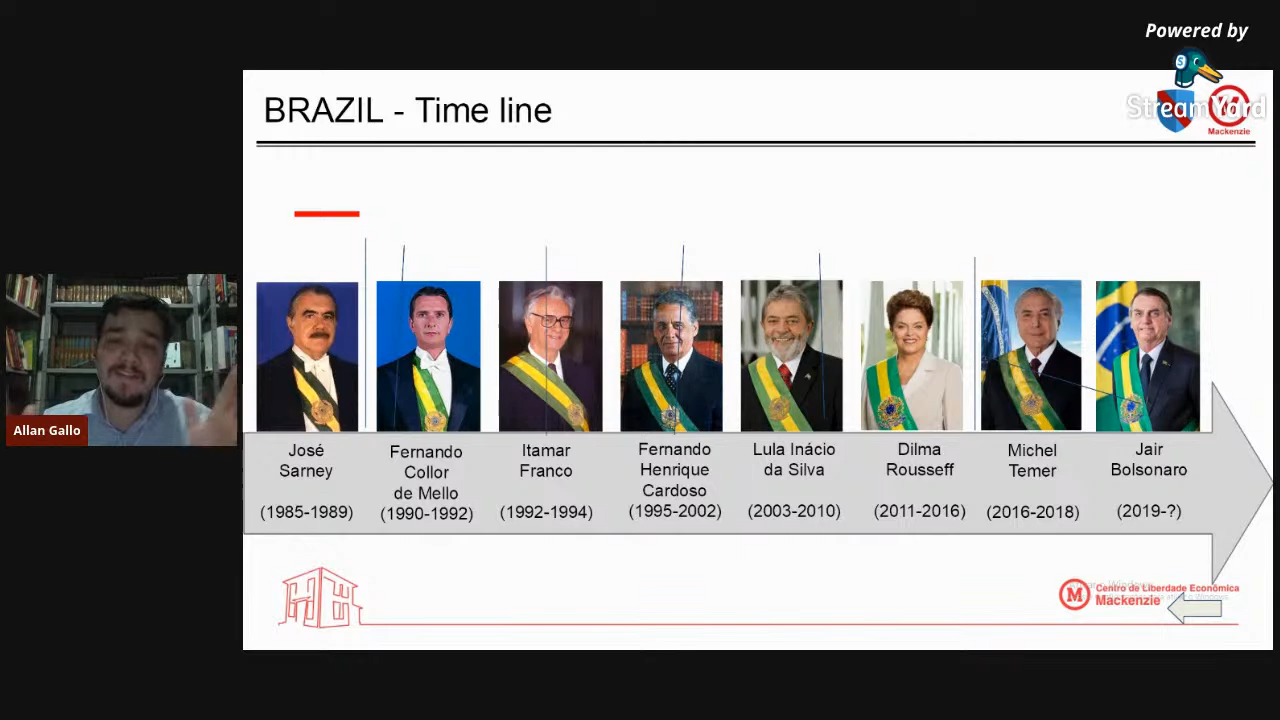 Powered by
StreamYard
BRAZIL - Time line
Mackenzie
José
Sarney
(1985-1989)
Fernando
Collor
de Mello
(1990-1992)
Itamar
Franco
(1992-1994)
Fernando
Henrique
Cardoso
(1995-2002)
Lula Inácio
da Silva
(2003-2010)
Dilma
Rousseff
(2011-2016)
Michel
Temer
(2016-2018)
Jair
Bolsonaro
(2019-?)
Allan Gallo
Centro de Liberdade Econômica
Mackenzie